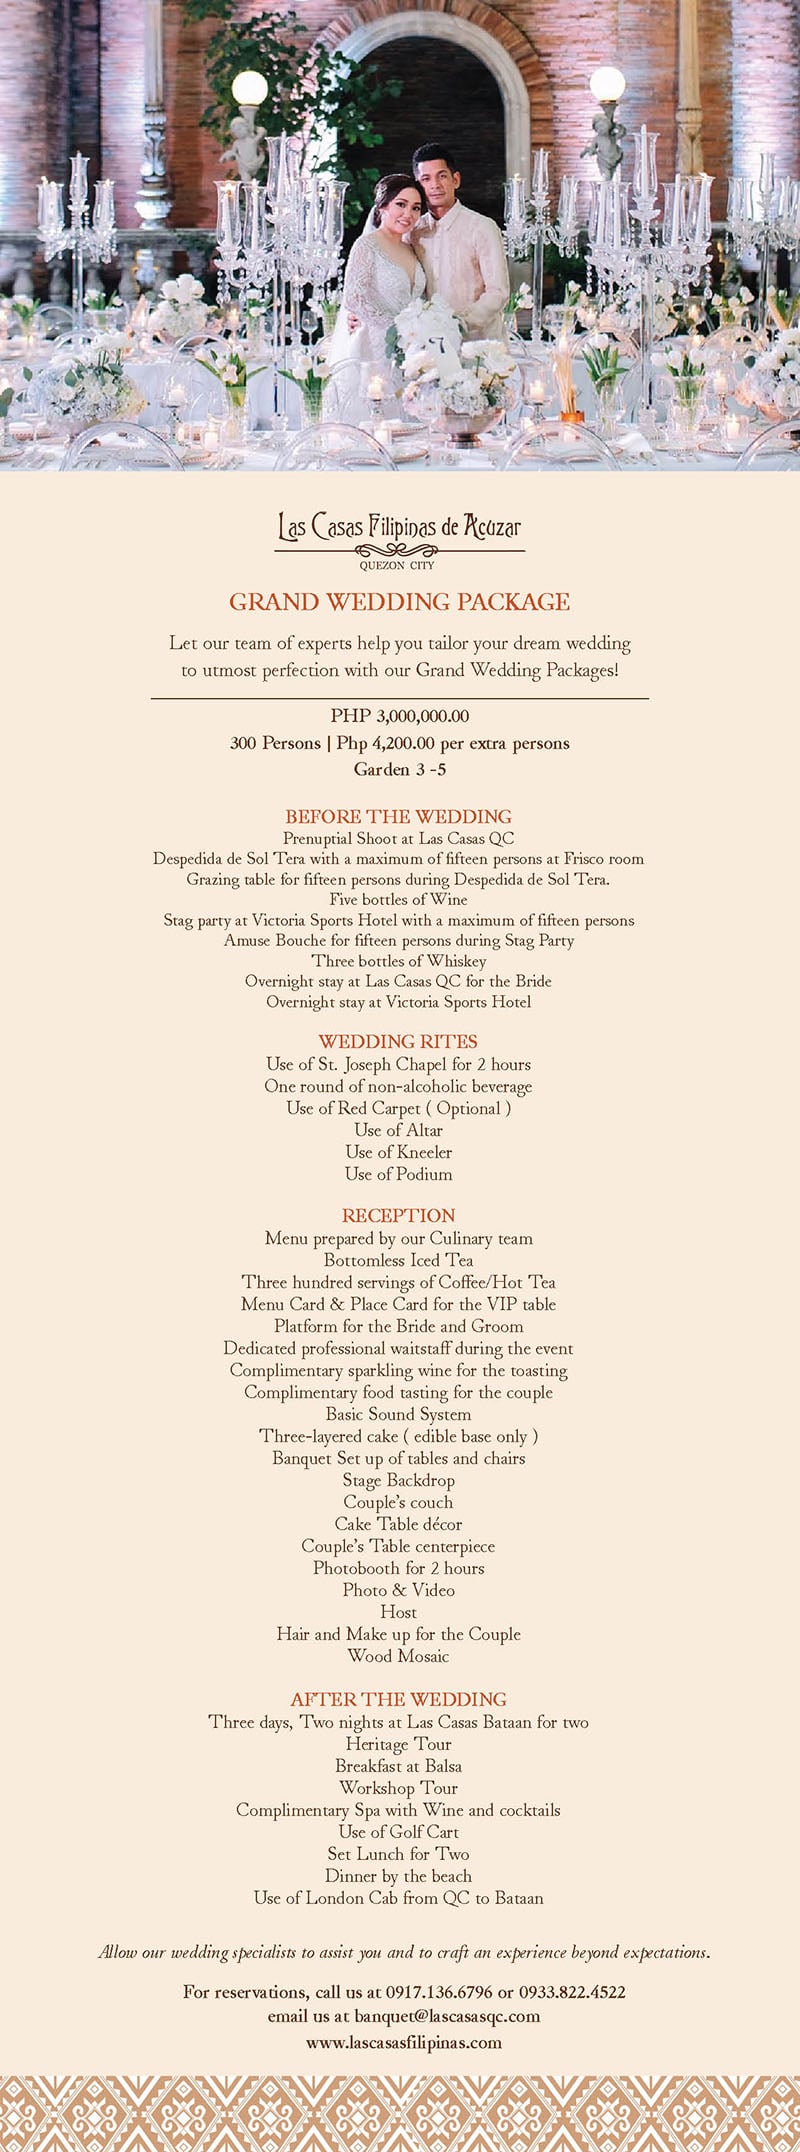 7
Las Casas Filipinas de Acuzar
QUEZON CITY
GRAND WEDDING PACKAGE
Let our team of experts help you tailor your dream wedding
to utmost perfection with our Grand Wedding Packages!
PHP 3,000,000.00
300 Persons | Php 4,200.00 per extra persons
Garden 3 -5
BEFORE THE WEDDING
Prenuptial Shoot at Las Casas QC
Despedida de Sol Tera with a maximum of fifteen persons at Frisco room
Grazing table for fifteen persons during Despedida de Sol Tera.
Five bottles of Wine
Stag party at Victoria Sports Hotel with a maximum of fifteen persons
Amuse Bouche for fifteen persons during Stag Party
Three bottles of Whiskey
Overnight stay at Las Casas QC for the Bride
Overnight stay at Victoria Sports Hotel
WEDDING RITES
Use of St. Joseph Chapel for 2 hours
One round of non-alcoholic beverage
Use of Red Carpet ( Optional )
Use of Altar
Use of Kneeler
Use of Podium
RECEPTION
Menu prepared by our Culinary team
Bottomless Iced Tea
Three hundred servings of Coffee/Hot Tea
Menu Card & Place Card for the VIP table
Platform for the Bride and Groom
Dedicated professional waitstaff during the event
Complimentary sparkling wine for the toasting
Complimentary food tasting for the couple
Basic Sound System
Three-layered cake ( edible base only )
Banquet Set up of tables and chairs
Stage Backdrop
Couple's couch
Cake Table décor
Couple's Table centerpiece
Photobooth for 2 hours
Photo & Video
Host
Hair and Make up for the Couple
Wood Mosaic
AFTER THE WEDDING
Three days, Two nights at Las Casas Bataan for two
Heritage Tour
Breakfast at Balsa
Workshop Tour
Complimentary Spa with Wine and cocktails
Use of Golf Cart
Set Lunch for Two
Dinner by the beach
Use of London Cab from QC to Bataan
Allow our wedding specialists to assist you and to craft an experience beyond expectations.
For reservations, call us at 0917.136.6796 or 0933.822.4522
email us at banquet@lascasasqc.com
www.lascasasfilipinas.com